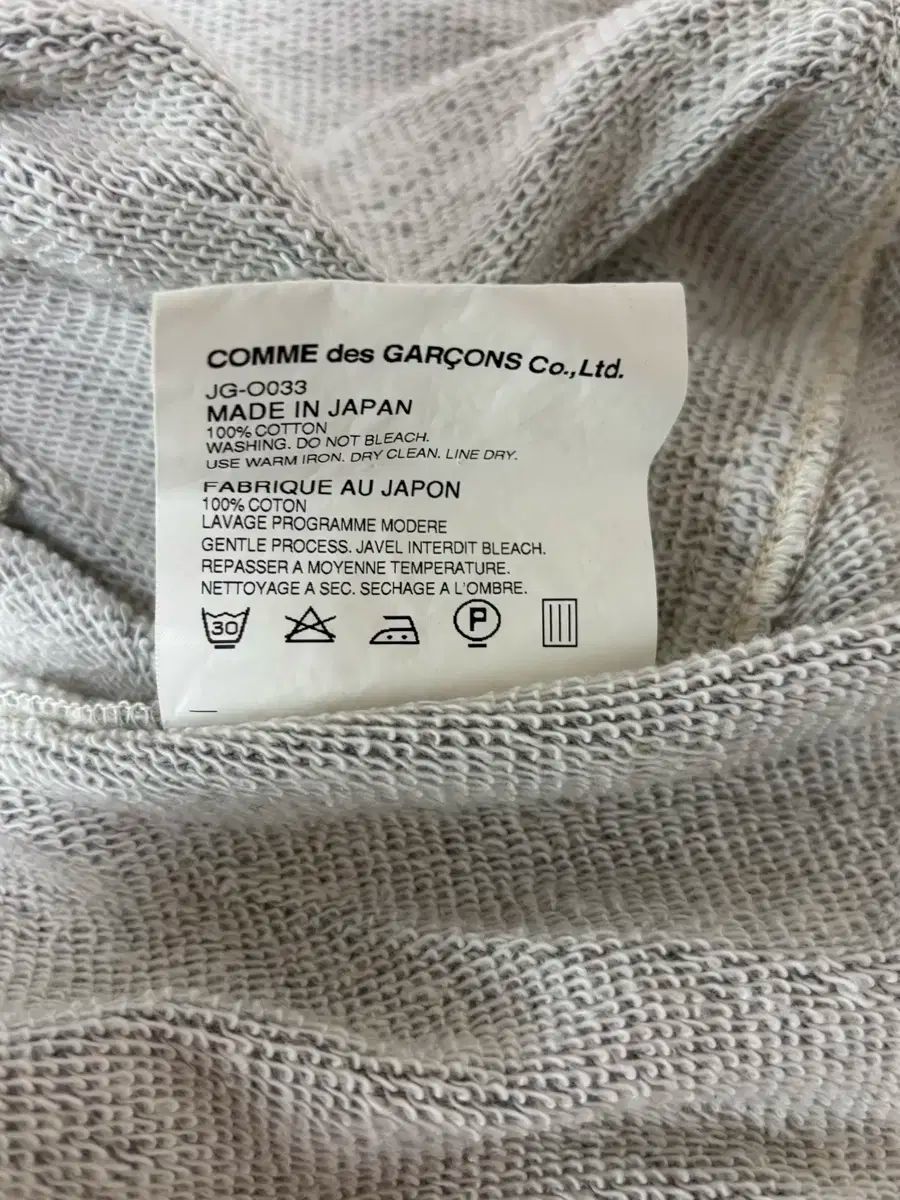 COMME des GARÇONS Co.,Ltd.
JG-O033
MADE IN JAPAN
100% COTTON
WASHING. DO NOT BLEACH.
USE WARM IRON. DRY CLEAN. LINE DRY.
FABRIQUE AU JAPON
100% COTON
LAVAGE PROGRAMME MODERE
GENTLE PROCESS. JAVEL INTERDIT BLEACH.
REPASSER A MOYENNE TEMPERATURE.
NETTOYAGE A SEC. SECHAGE A L'OMBRE.
30 P